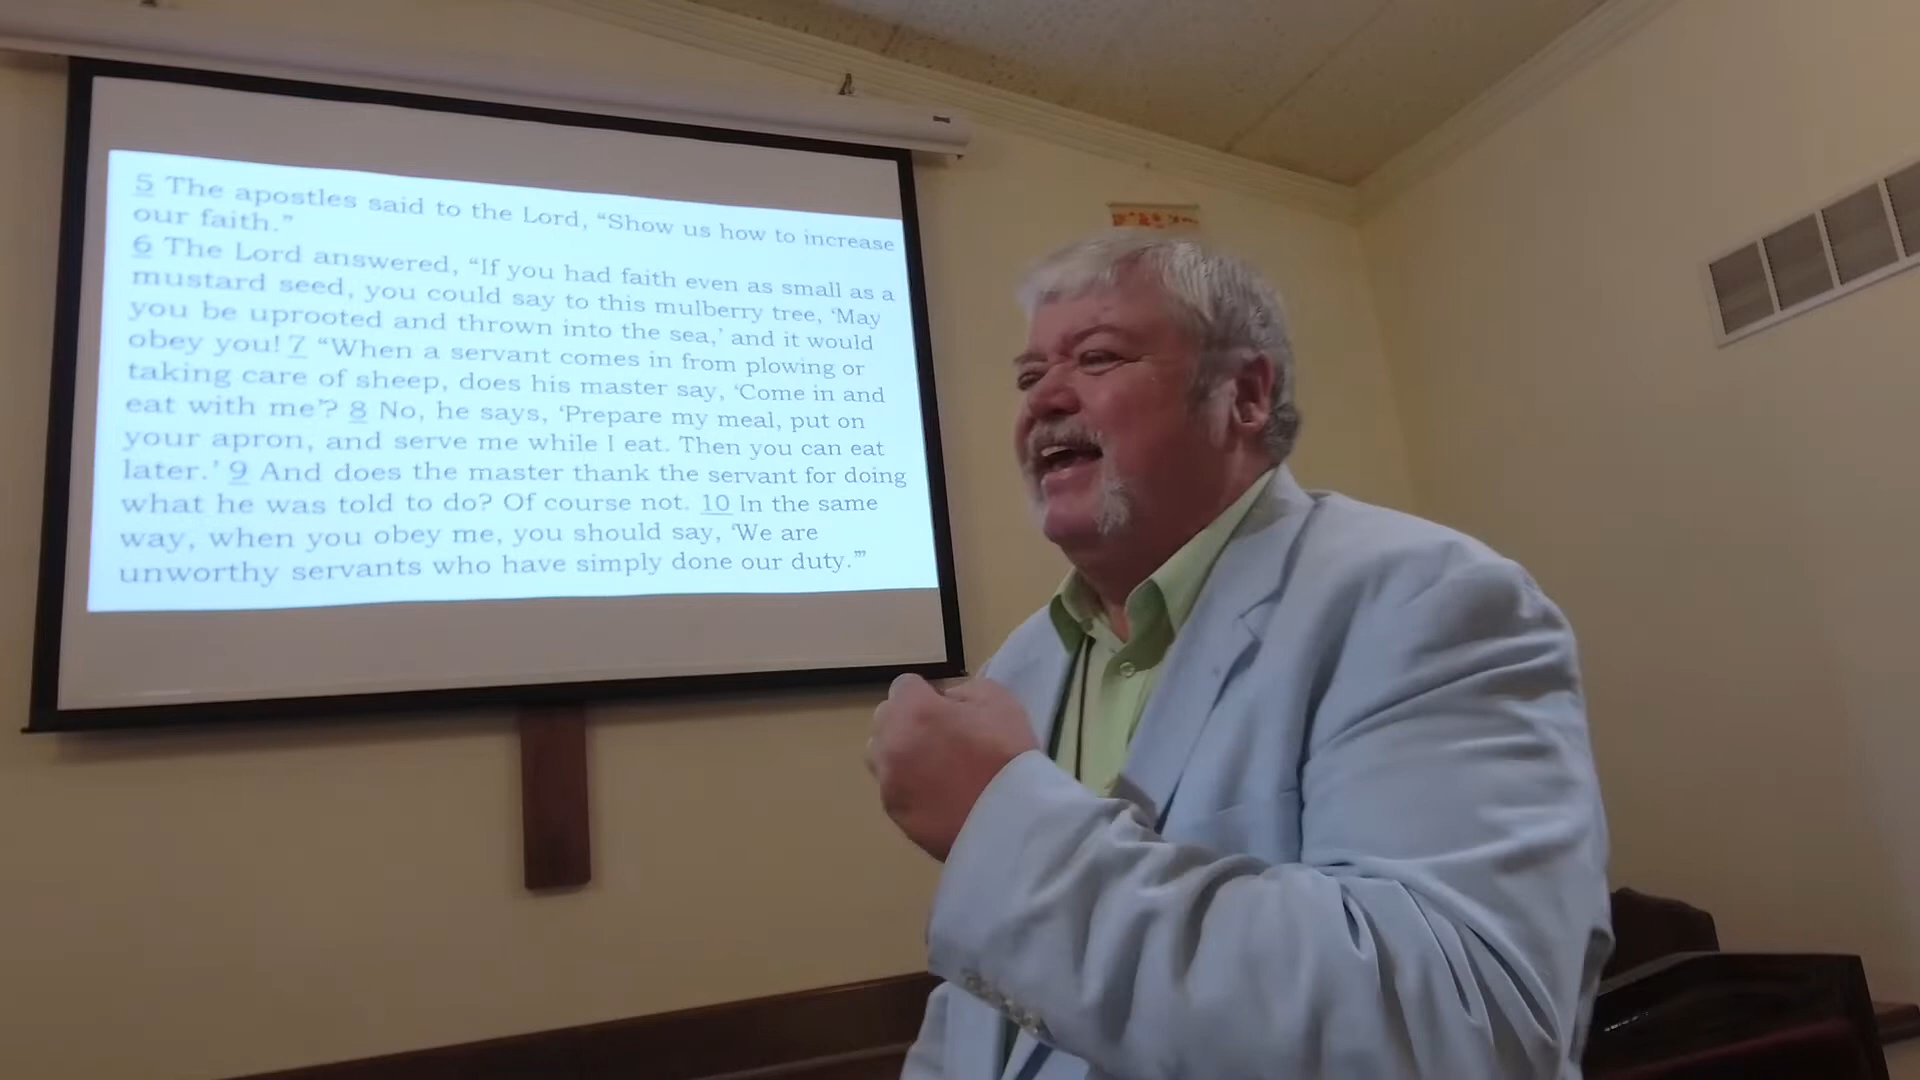 5 The apostles said to the Lord, “Show us how to increase
our faith.”
6 The Lord answered, “If you had faith even as small as a
mustard seed, you could say to this mulberry tree, ‘May
you be uprooted and thrown into the sea,’ and it would
obey you! 7 “When a servant comes in from plowing or
taking care of sheep, does his master say, ‘Come in and
eat with me’? 8 No, he says, ‘Prepare my meal, put on
your apron, and serve me while I eat. Then you can eat
later.’ 9 And does the master thank the servant for doing
what he was told to do? Of course not. 10 In the same
way, when you obey me, you should say, ‘We are
unworthy servants who have simply done our duty.’”